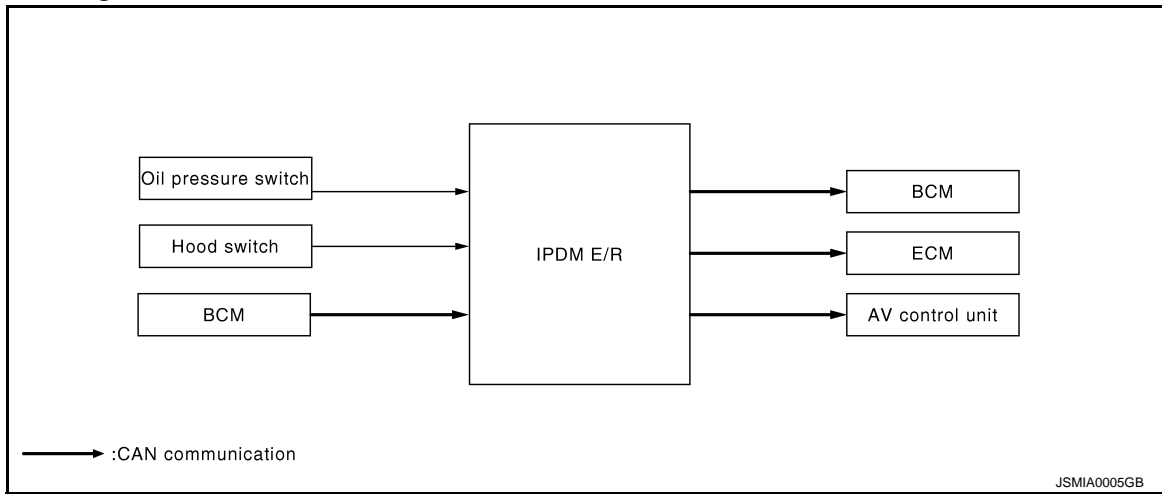 Oil pressure switch
Hood switch
BCM
IPDM E/R
BCM
ECM
AV control unit
:CAN communication
JSMIA0005GB